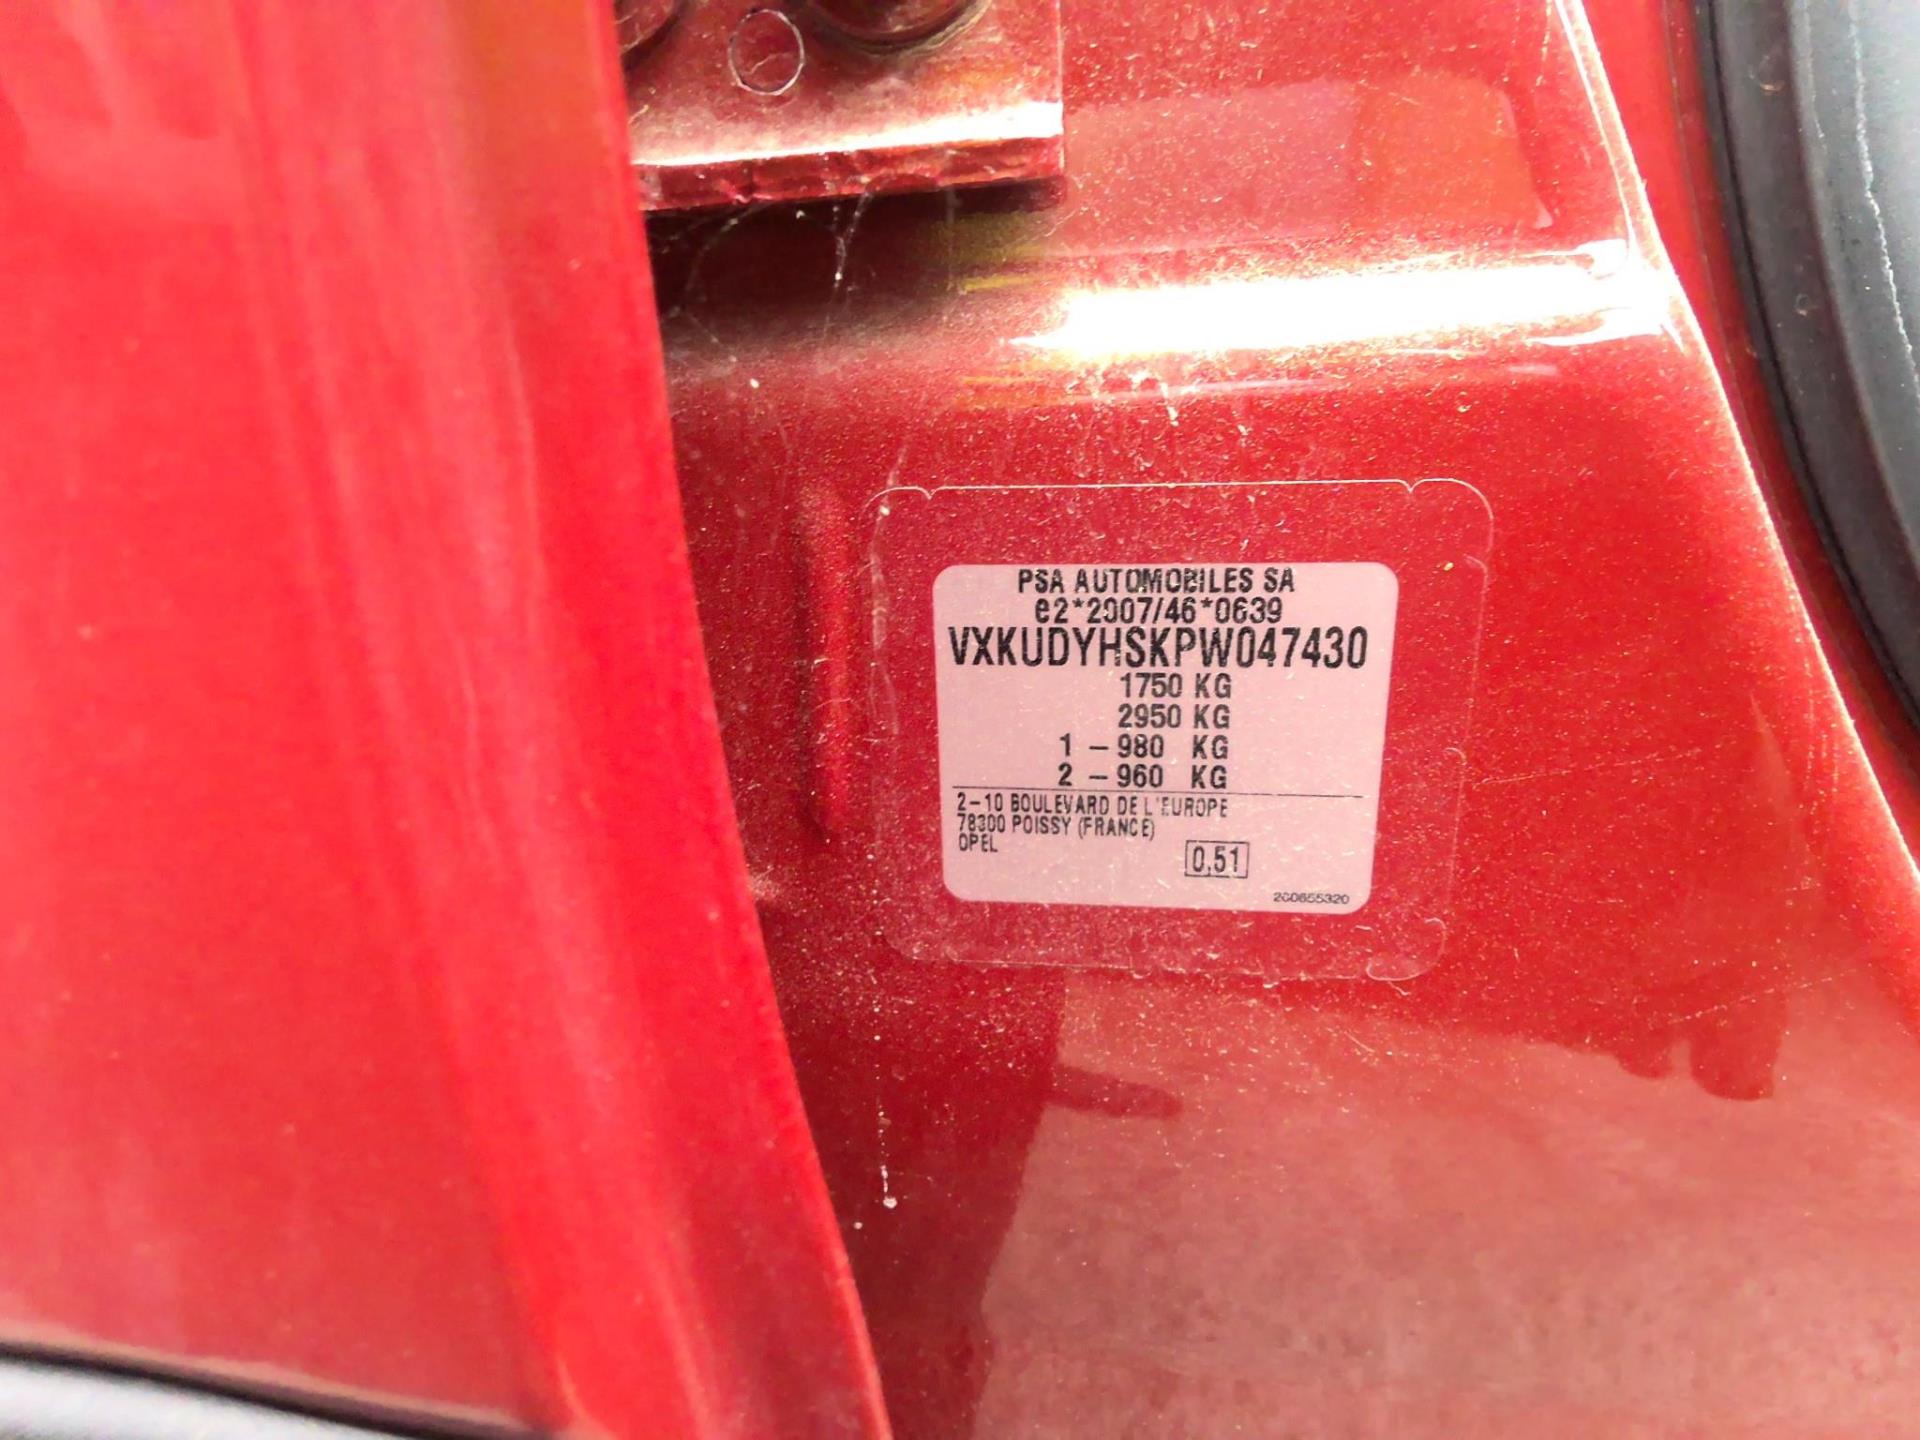 PSA AUTOMOBILES SA
e2*2007/46*0639
VXKUDYHSKPW047430
1750 KG
2950 KG
1 – 980 KG
2 – 960 KG
2–10 BOULEVARD DE L'EUROPE
78300 POISSY (FRANCE)
OPEL
0,51
200655320